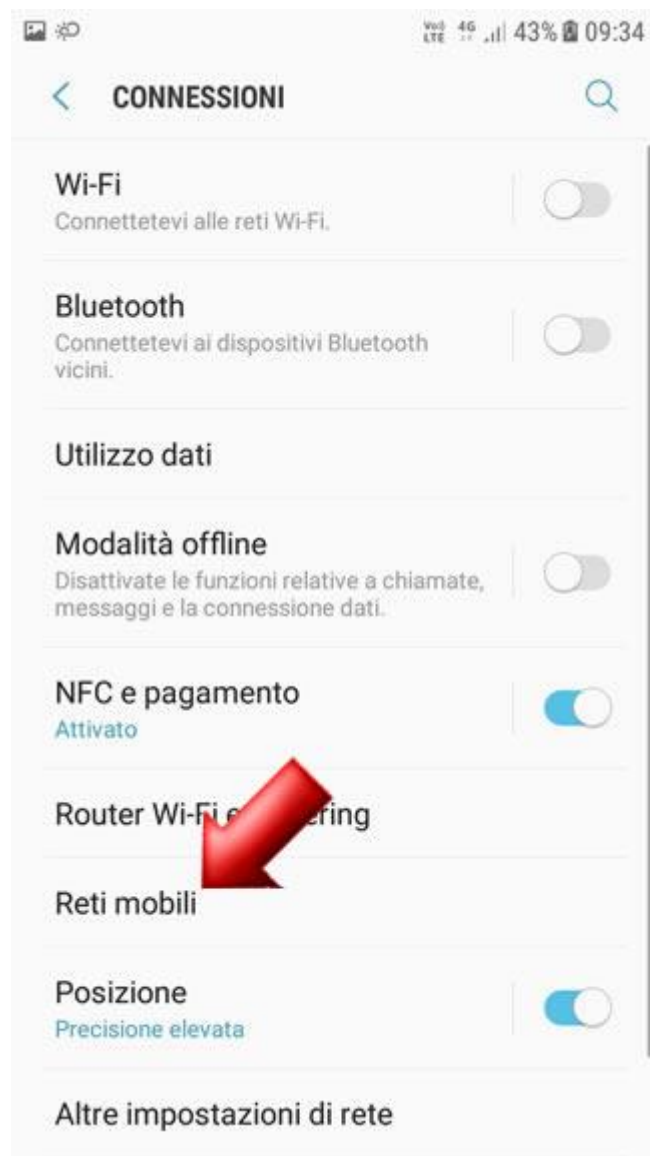 VoLTE 4G 43% 09:34
CONNESSIONI
Wi-Fi
Connettetevi alle reti Wi-Fi.
Bluetooth
Connettetevi ai dispositivi Bluetooth
vicini.
Utilizzo dati
Modalità offline
Disattivate le funzioni relative a chiamate,
messaggi e la connessione dati.
NFC e pagamento
Attivato
Router Wi-Fi
Reti mobili
Posizione
Precisione elevata
Altre impostazioni di rete